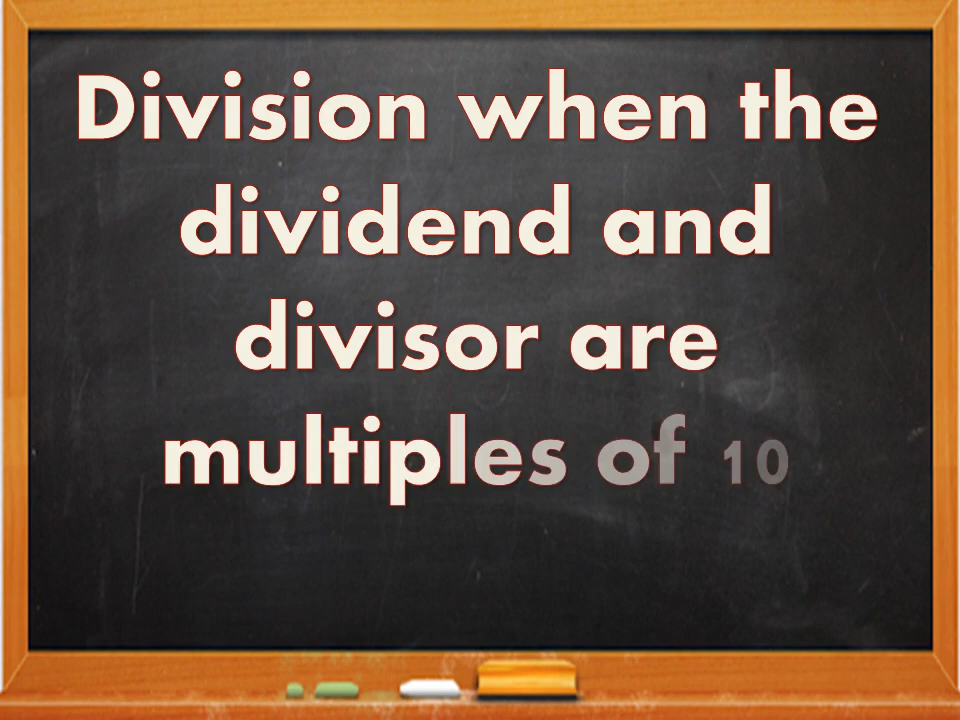 Division when the
dividend and
divisor are
multiples of 10